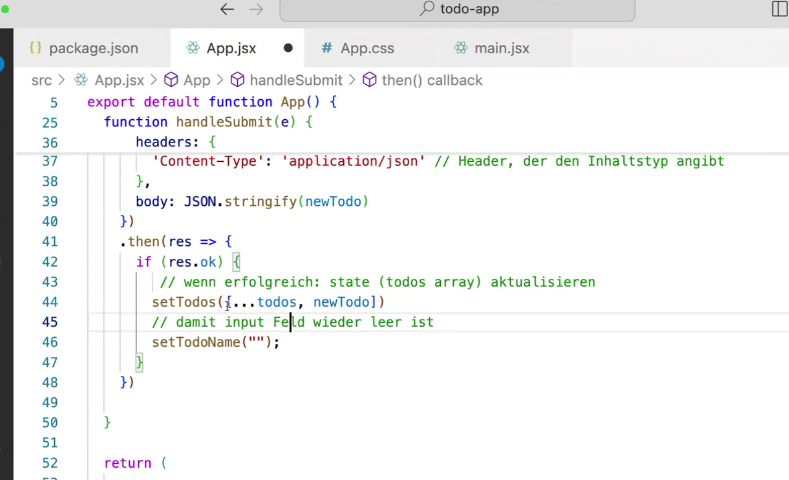 todo-app
{} package.json App.jsx # App.css main.jsx
src > App.jsx > App > handleSubmit > then() callback
5 export default function App() {
25 function handleSubmit(e) {
36 headers: {
37 'Content-Type': 'application/json' // Header, der den Inhaltstyp angibt
38 },
39 body: JSON.stringify(newTodo)
40 })
41 .then(res => {
42 if (res.ok) {
43 // wenn erfolgreich: state (todos array) aktualisieren
44 setTodos([...todos, newTodo])
45 // damit input Feld wieder leer ist
46 setTodoName("");
47 }
48 })
49
50 }
51
52 return (